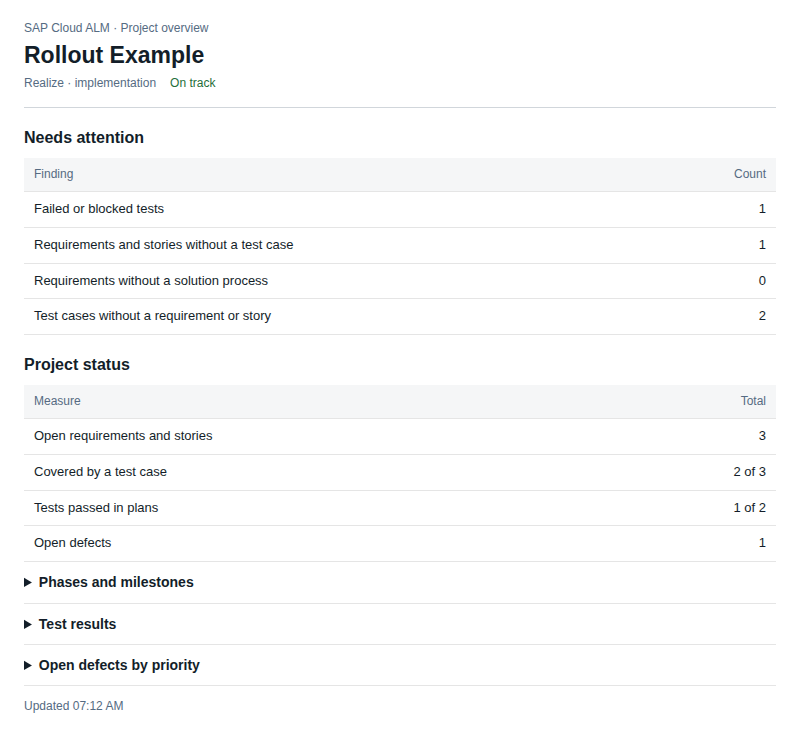 SAP Cloud ALM · Project overview
Rollout Example
Realize · implementation On track
Needs attention
Finding Count
Failed or blocked tests 1
Requirements and stories without a test case 1
Requirements without a solution process 0
Test cases without a requirement or story 2
Project status
Measure Total
Open requirements and stories 3
Covered by a test case 2 of 3
Tests passed in plans 1 of 2
Open defects 1
Phases and milestones
Test results
Open defects by priority
Updated 07:12 AM